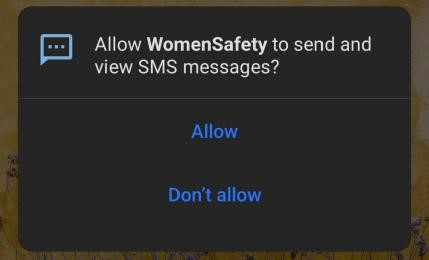 Allow WomenSafety to send and
view SMS messages?
Allow
Don't allow